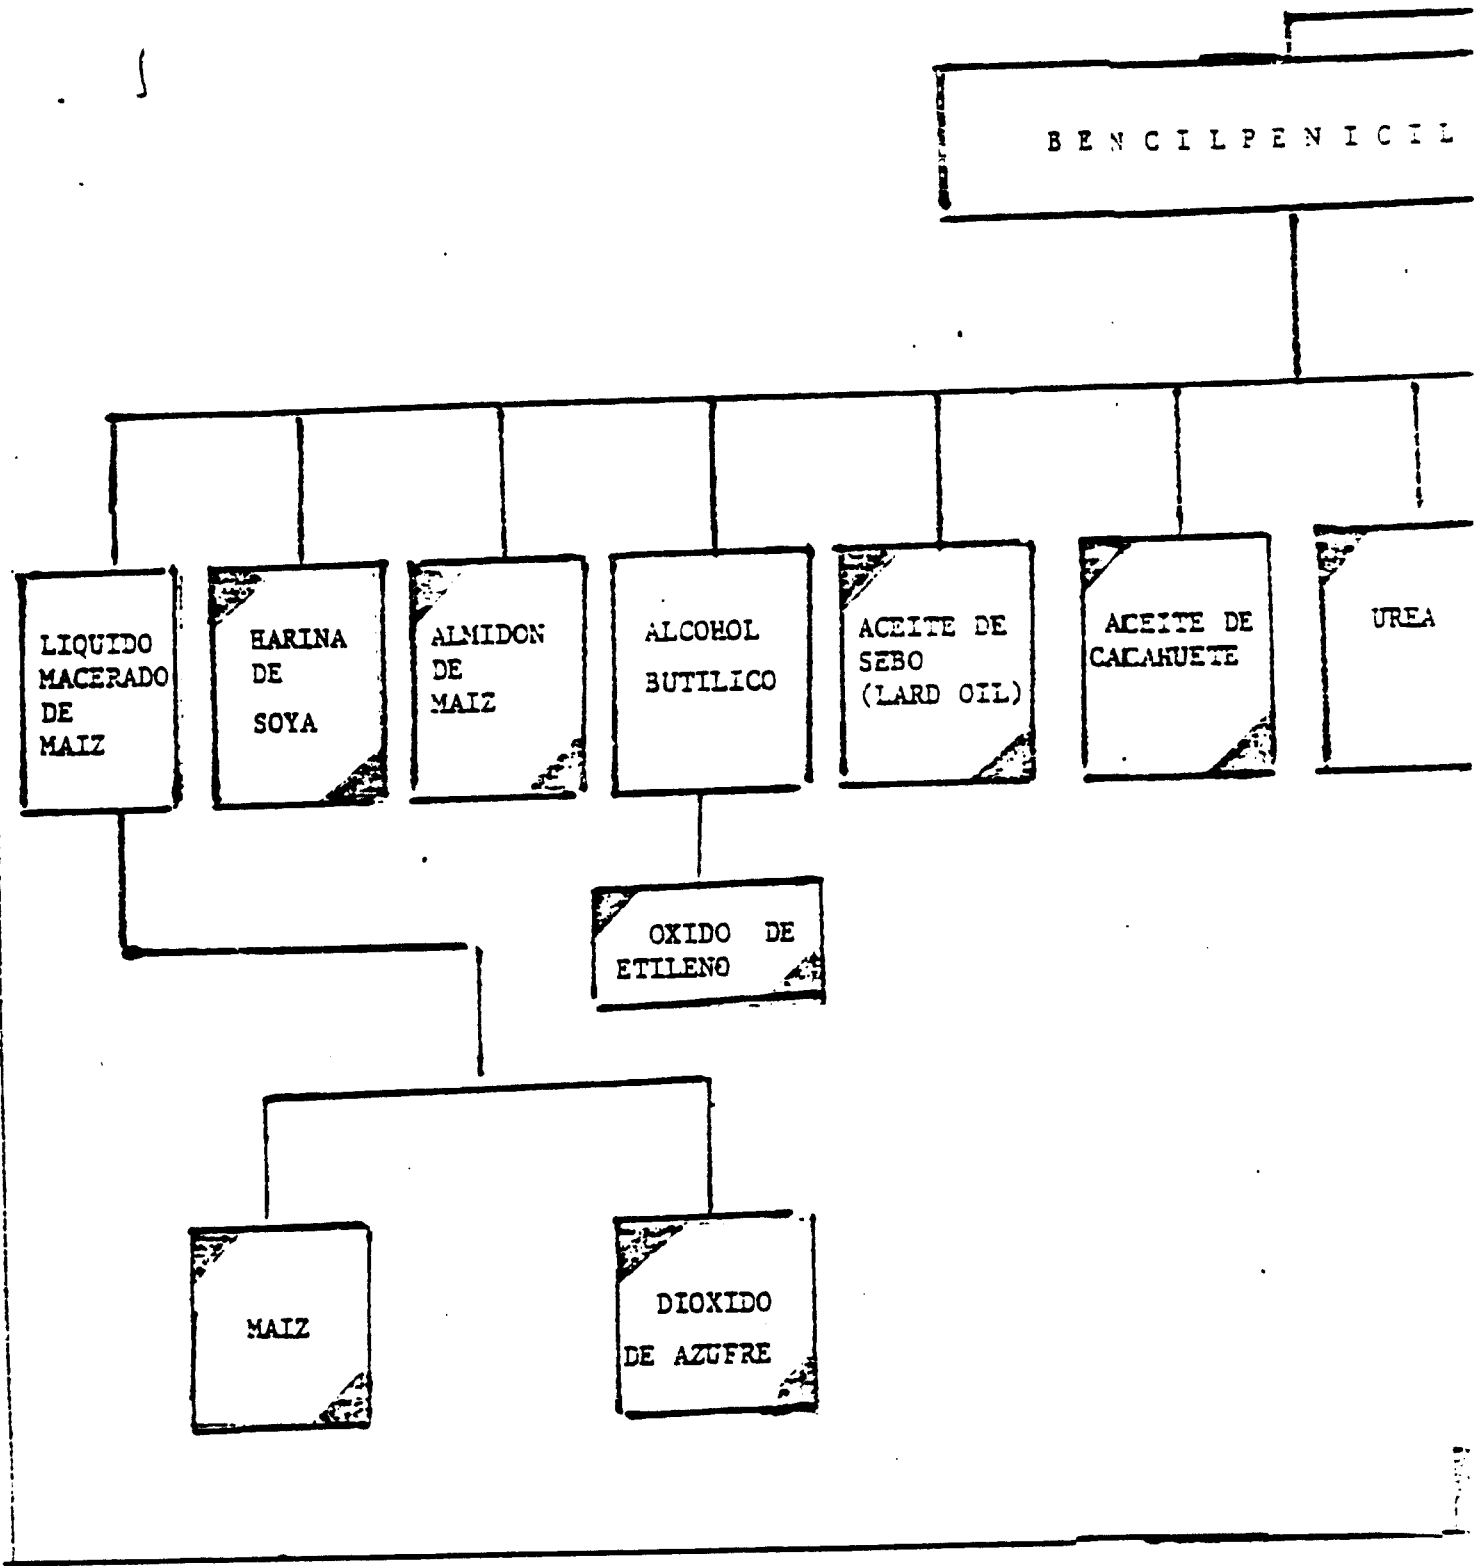 BENCILPENICIL
LIQUIDO
MACERADO
DE
MAIZ
HARINA
DE
SOYA
ALMIDON
DE
MAIZ
ALCOHOL
BUTILICO
ACEITE DE
SEBO
(LARD OIL)
ACEITE DE
CACAHUETE
UREA
OXIDO DE
ETILENO
MAIZ
DIOXIDO
DE AZUFRE